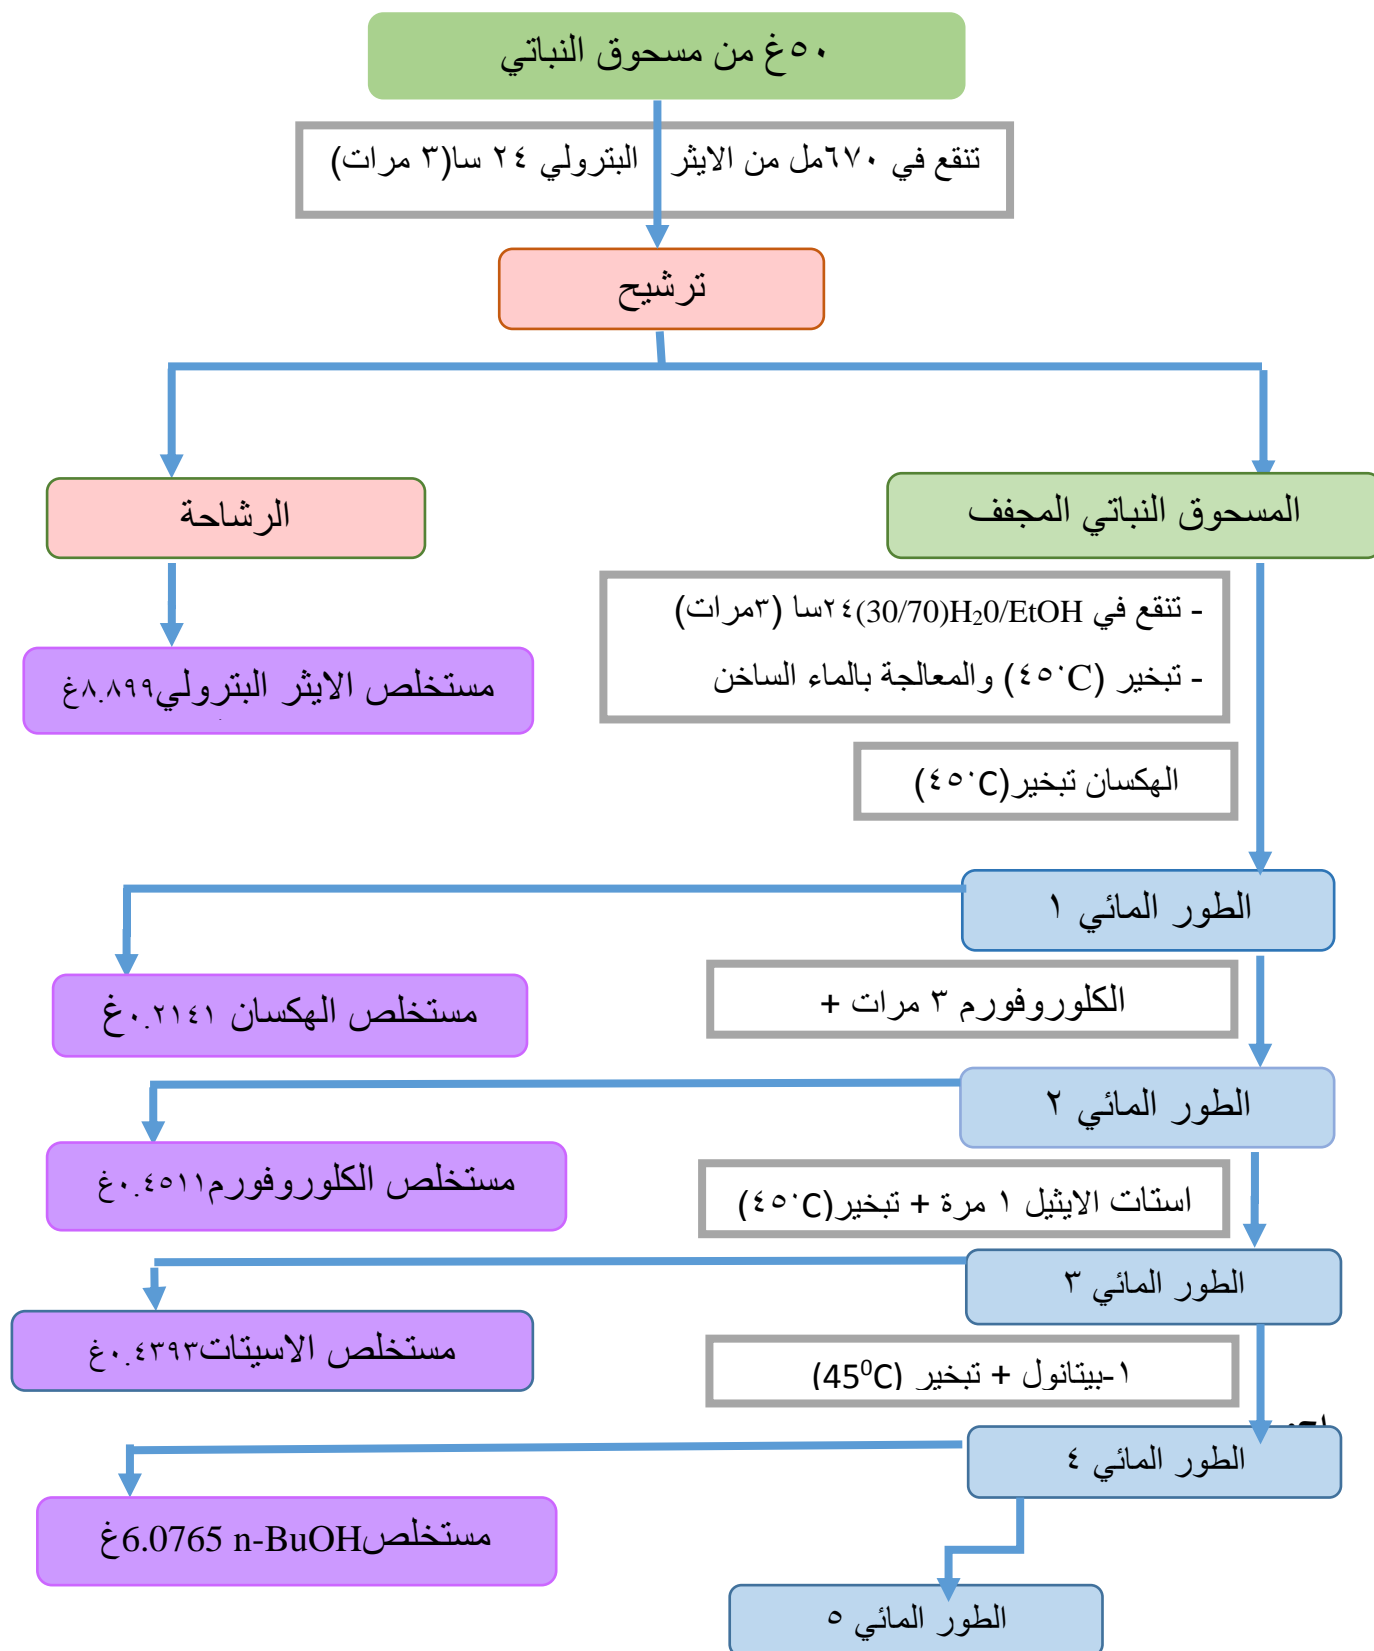 ٥٠غ من مسحوق النباتي
تنقع في ٦٧٠مل من الايثر البترولي ٢٤ سا(٣ مرات)
ترشيح
المسحوق النباتي المجفف
الرشاحة
- تنقع في H₂0/EtOH(30/70)٢٤سا (٣مرات)
- تبخير (٤٥˙C) والمعالجة بالماء الساخن
مستخلص الايثر البترولي٨.٨٩٩غ
الهكسان تبخير(٤٥˙C)
الطور المائي ١
مستخلص الهكسان ٠.٢١٤١غ
الكلوروفورم ٣ مرات +
الطور المائي ٢
مستخلص الكلوروفورم٠.٤٥١١غ
استات الايثيل ١ مرة + تبخير(٤٥˙C)
الطور المائي ٣
مستخلص الاسيتات٠.٤٣٩٣غ
١-بيتانول + تبخير (45⁰C)
الطور المائي ٤
مستخلصn-BuOH 6.0765غ
الطور المائي ٥